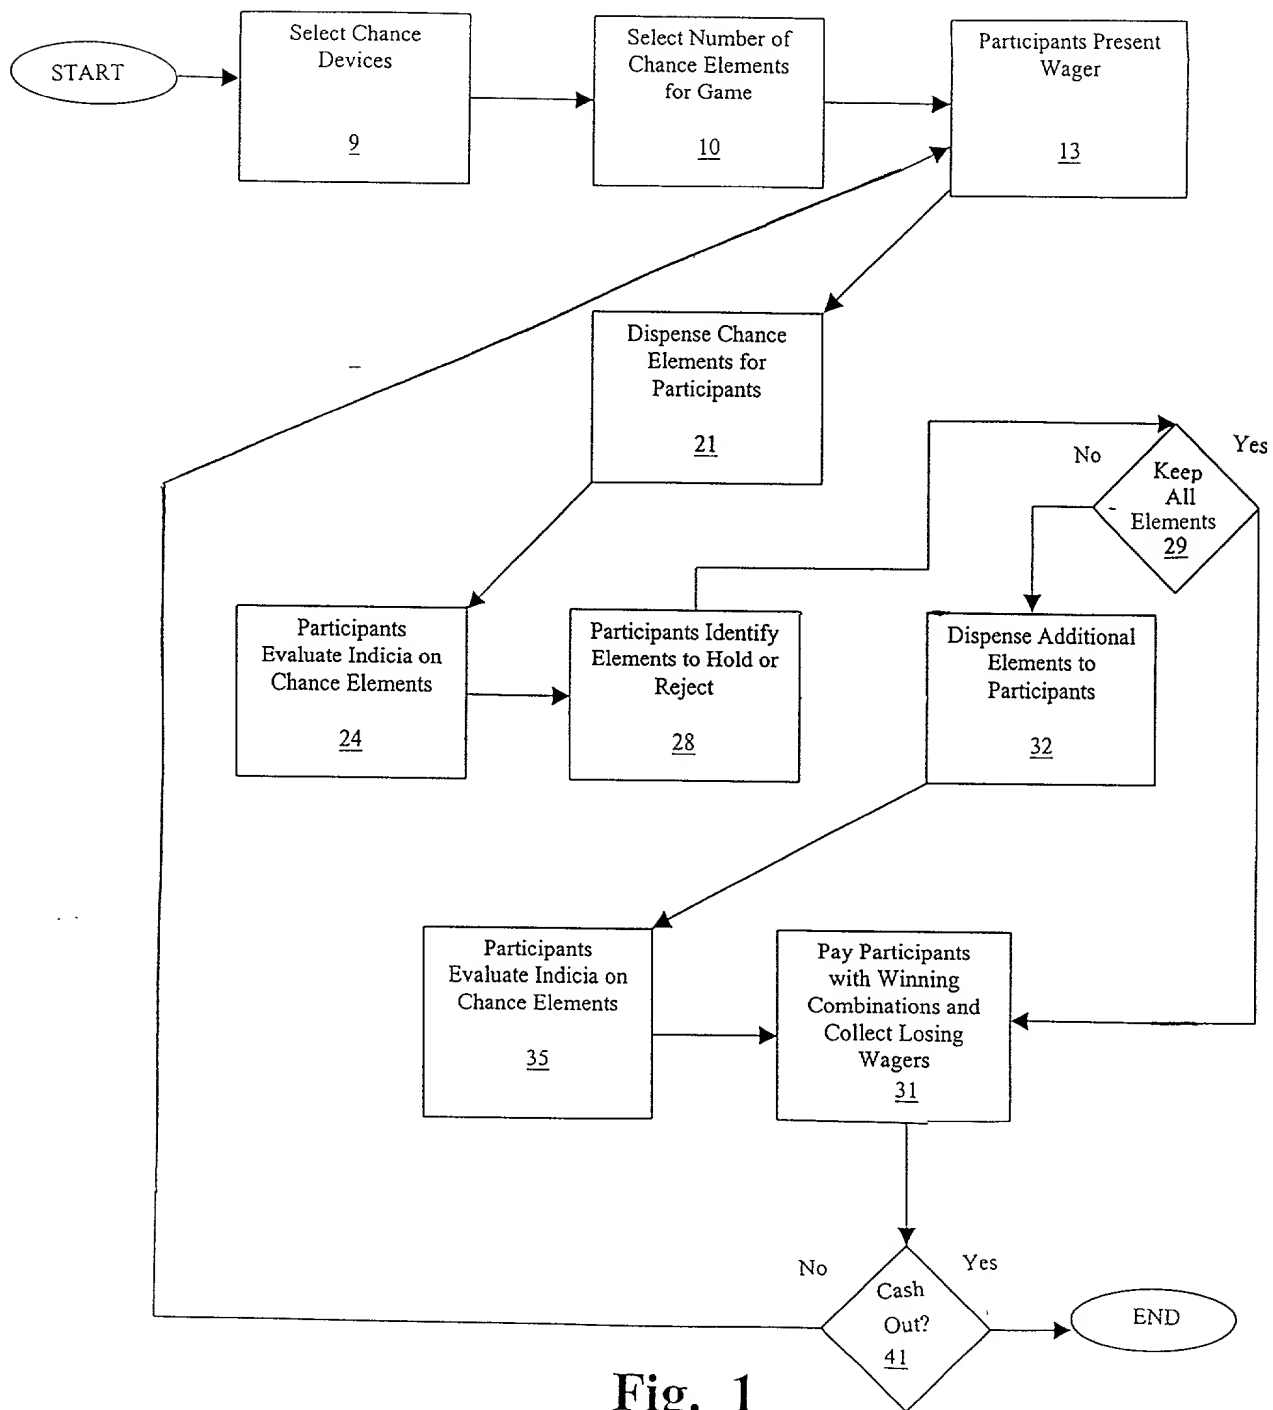 START
Select Chance
Devices
9
Select Number of
Chance Elements
for Game
10
Participants Present
Wager
13
Dispense Chance
Elements for
Participants
21
No
Yes
Keep
All
Elements
29
Participants
Evaluate Indicia on
Chance Elements
24
Participants Identify
Elements to Hold or
Reject
28
Dispense Additional
Elements to
Participants
32
Participants
Evaluate Indicia on
Chance Elements
35
Pay Participants
with Winning
Combinations and
Collect Losing
Wagers
31
No
Yes
Cash
Out?
41
END
Fig. 1